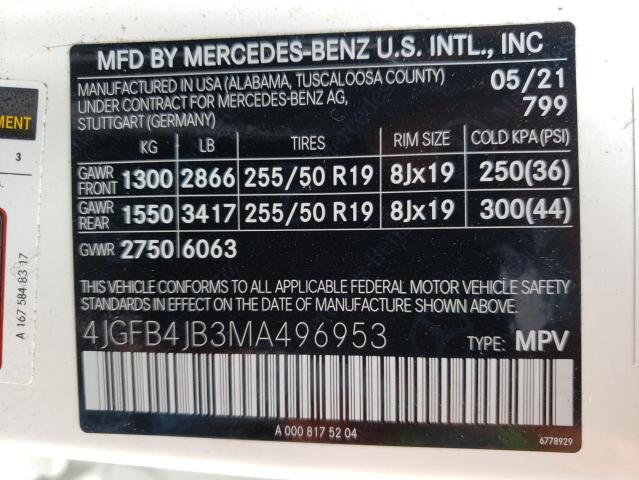 MFD BY MERCEDES-BENZ U.S. INTL., INC
MANUFACTURED IN USA (ALABAMA, TUSCALOOSA COUNTY) 05/21
UNDER CONTRACT FOR MERCEDES-BENZ AG, 799
STUTTGART (GERMANY)
KG LB TIRES RIM SIZE COLD KPA (PSI)
GAWR FRONT 1300 2866 255/50 R19 8Jx19 250(36)
GAWR REAR 1550 3417 255/50 R19 8Jx19 300(44)
GVWR 2750 6063
THIS VEHICLE CONFORMS TO ALL APPLICABLE FEDERAL MOTOR VEHICLE SAFETY
STANDARDS IN EFFECT ON THE DATE OF MANUFACTURE SHOWN ABOVE.
4JGFB4JB3MA496953 TYPE: MPV
A 000 817 52 04
6778929
MENT
3
A 167 584 83 17